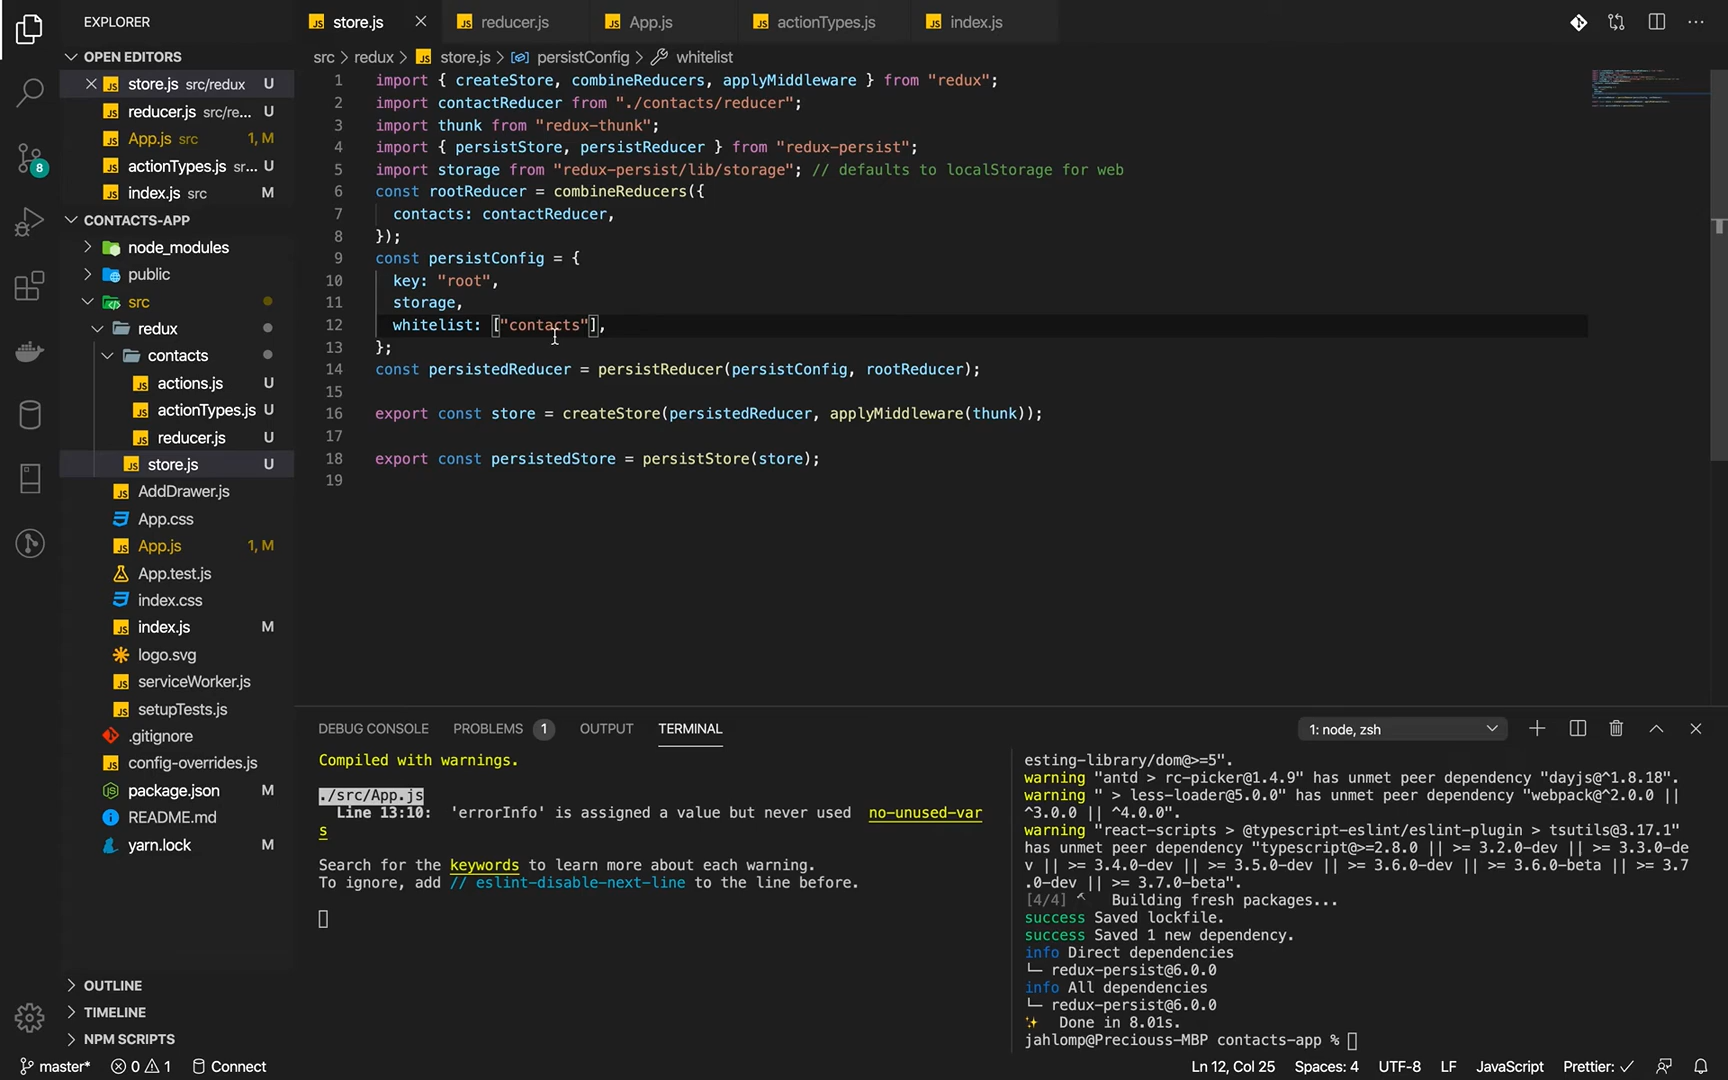 EXPLORER
OPEN EDITORS
store.js src/redux U
reducer.js src/re... U
App.js src 1, M
actionTypes.js sr... U
index.js src M
CONTACTS-APP
node_modules
public
src
redux
contacts
actions.js U
actionTypes.js U
reducer.js U
store.js U
AddDrawer.js
App.css
App.js 1, M
App.test.js
index.css
index.js M
logo.svg
serviceWorker.js
setupTests.js
.gitignore
config-overrides.js
package.json M
README.md
yarn.lock M
OUTLINE
TIMELINE
NPM SCRIPTS
8
store.js reducer.js App.js actionTypes.js index.js
src > redux > store.js > persistConfig > whitelist
1 import { createStore, combineReducers, applyMiddleware } from "redux";
2 import contactReducer from "./contacts/reducer";
3 import thunk from "redux-thunk";
4 import { persistStore, persistReducer } from "redux-persist";
5 import storage from "redux-persist/lib/storage"; // defaults to localStorage for web
6 const rootReducer = combineReducers({
7 contacts: contactReducer,
8 });
9 const persistConfig = {
10 key: "root",
11 storage,
12 whitelist: ["contacts"],
13 };
14 const persistedReducer = persistReducer(persistConfig, rootReducer);
15
16 export const store = createStore(persistedReducer, applyMiddleware(thunk));
17
18 export const persistedStore = persistStore(store);
19
DEBUG CONSOLE PROBLEMS 1 OUTPUT TERMINAL 1: node, zsh
Compiled with warnings.
./src/App.js
Line 13:10: 'errorInfo' is assigned a value but never used no-unused-var
s
Search for the keywords to learn more about each warning.
To ignore, add // eslint-disable-next-line to the line before.
esting-library/dom@>=5".
warning "antd > rc-picker@1.4.9" has unmet peer dependency "dayjs@^1.8.18".
warning " > less-loader@5.0.0" has unmet peer dependency "webpack@^2.0.0 ||
^3.0.0 || ^4.0.0".
warning "react-scripts > @typescript-eslint/eslint-plugin > tsutils@3.17.1"
has unmet peer dependency "typescript@>=2.8.0 || >= 3.2.0-dev || >= 3.3.0-de
v || >= 3.4.0-dev || >= 3.5.0-dev || >= 3.6.0-dev || >= 3.6.0-beta || >= 3.7
.0-dev || >= 3.7.0-beta".
[4/4] Building fresh packages...
success Saved lockfile.
success Saved 1 new dependency.
info Direct dependencies
└─ redux-persist@6.0.0
info All dependencies
└─ redux-persist@6.0.0
✨ Done in 8.01s.
jahlomp@Preciouss-MBP contacts-app %
master* 0 1 Connect Ln 12, Col 25 Spaces: 4 UTF-8 LF JavaScript Prettier: ✓